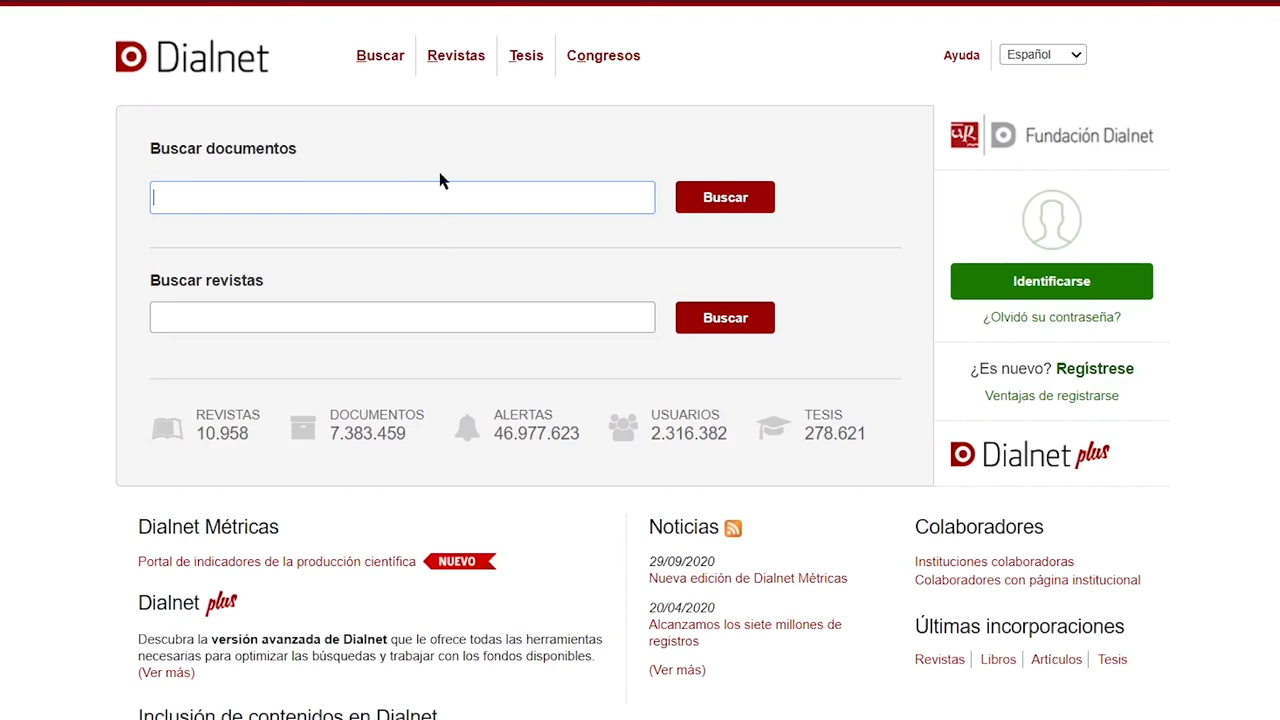 Dialnet
Buscar
Revistas
Tesis
Congresos
Ayuda
Español
Buscar documentos
Buscar
Buscar revistas
Buscar
REVISTAS
10.958
DOCUMENTOS
7.383.459
ALERTAS
46.977.623
USUARIOS
2.316.382
TESIS
278.621
UR
Fundación Dialnet
Identificarse
¿Olvidó su contraseña?
¿Es nuevo? Regístrese
Ventajas de registrarse
Dialnet plus
Dialnet Métricas
Portal de indicadores de la producción científica NUEVO
Dialnet plus
Descubra la versión avanzada de Dialnet que le ofrece todas las herramientas
necesarias para optimizar las búsquedas y trabajar con los fondos disponibles.
(Ver más)
Inclusión de contenidos en Dialnet
Noticias
29/09/2020
Nueva edición de Dialnet Métricas
20/04/2020
Alcanzamos los siete millones de
registros
(Ver más)
Colaboradores
Instituciones colaboradoras
Colaboradores con página institucional
Últimas incorporaciones
Revistas
Libros
Artículos
Tesis